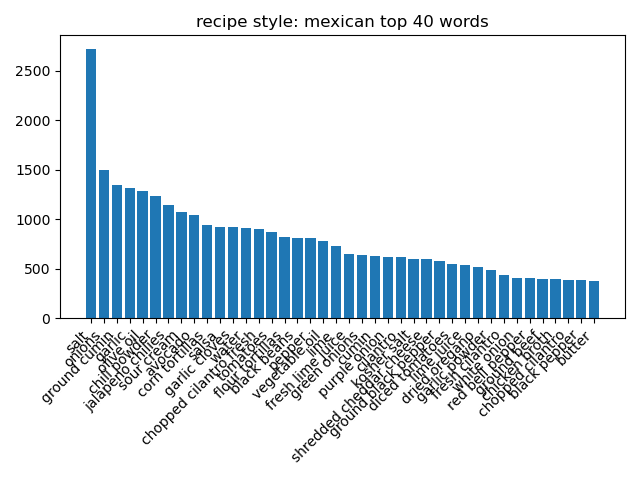 recipe style: mexican top 40 words
2500
2000
1500
1000
500
0
salt
onions
ground cumin
garlic
olive oil
chili powder
jalapeno chilies
sour cream
avocado
corn tortillas
salsa
garlic cloves
water
chopped cilantro fresh
tomatoes
flour tortillas
black beans
pepper
vegetable oil
lime
fresh lime juice
green onions
cumin
purple onion
cilantro
kosher salt
shredded cheddar cheese
ground black pepper
diced tomatoes
lime juice
dried oregano
garlic powder
fresh cilantro
white onion
red bell pepper
ground beef
chicken broth
chopped cilantro
black pepper
butter